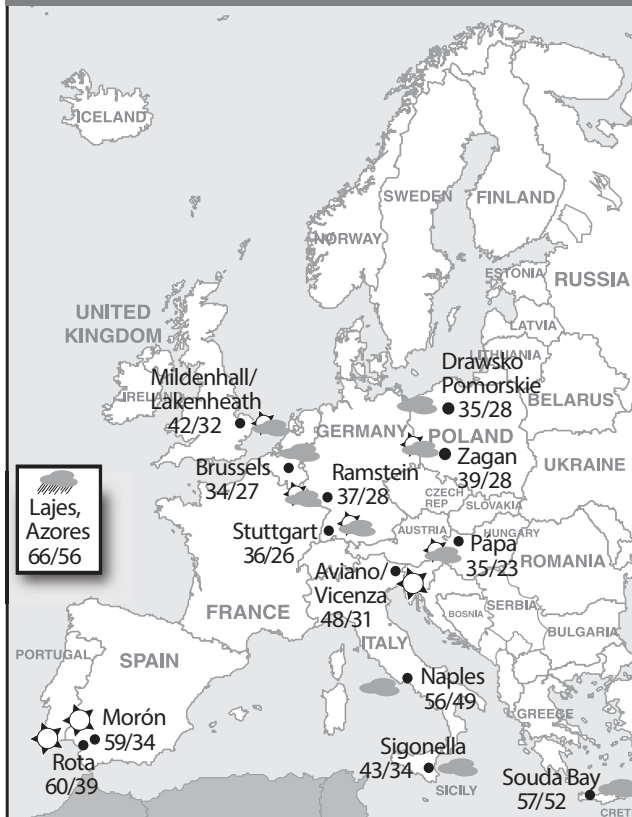 ICELAND
SWEDEN
FINLAND
NORWAY
ESTONIA
RUSSIA
LATVIA
UNITED
KINGDOM
LITHUANIA
Drawsko
Pomorskie
35/28
BELARUS
Mildenhall/
Lakenheath
42/32
IRELAND
GERMANY
POLAND
Zagan
39/28
UKRAINE
Brussels
34/27
Ramstein
37/28
CZECH
REP
SLOVAKIA
Lajes,
Azores
66/56
Stuttgart
36/26
AUSTRIA
HUNGARY
Pápa
35/23
ROMANIA
Aviano/
Vicenza
48/31
FRANCE
BOSNIA
SERBIA
BULGARIA
ITALY
PORTUGAL
SPAIN
Naples
56/49
GREECE
Morón
59/34
Rota
60/39
Sigonella
43/34
SICILY
Souda Bay
57/52
CRET